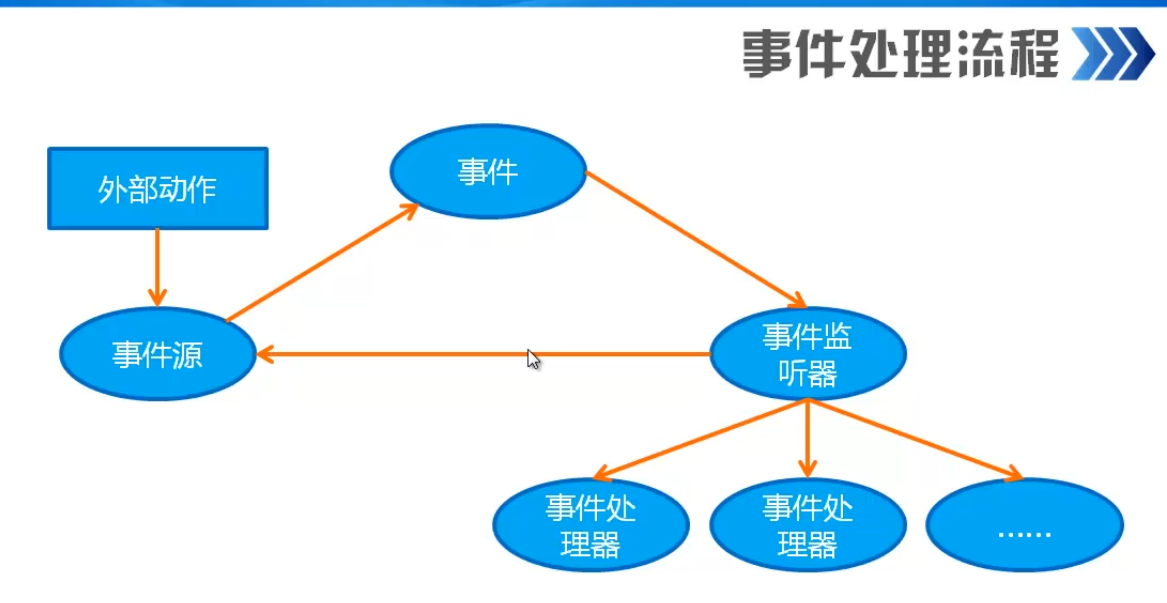 事件处理流程
外部动作
事件
事件源
事件监
听器
事件处
理器
事件处
理器
......